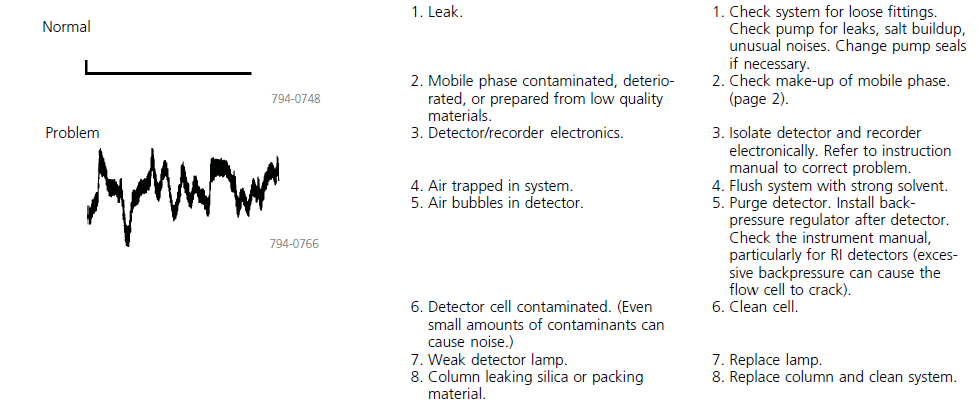 Normal
794-0748
Problem
794-0766
1. Leak.
2. Mobile phase contaminated, deterio-
rated, or prepared from low quality
materials.
3. Detector/recorder electronics.
4. Air trapped in system.
5. Air bubbles in detector.
6. Detector cell contaminated. (Even
small amounts of contaminants can
cause noise.)
7. Weak detector lamp.
8. Column leaking silica or packing
material.
1. Check system for loose fittings.
Check pump for leaks, salt buildup,
unusual noises. Change pump seals
if necessary.
2. Check make-up of mobile phase.
(page 2).
3. Isolate detector and recorder
electronically. Refer to instruction
manual to correct problem.
4. Flush system with strong solvent.
5. Purge detector. Install back-
pressure regulator after detector.
Check the instrument manual,
particularly for RI detectors (exces-
sive backpressure can cause the
flow cell to crack).
6. Clean cell.
7. Replace lamp.
8. Replace column and clean system.